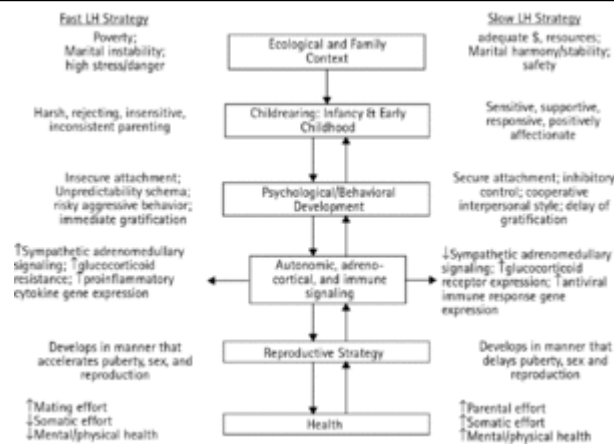 Fast LH Strategy
Poverty;
Marital instability;
high stress/danger
Ecological and Family
Context
Slow LH Strategy
adequate $, resources;
Marital harmony/stability;
safety
Harsh, rejecting, insensitive,
inconsistent parenting
Childrearing: Infancy & Early
Childhood
Sensitive, supportive,
responsive, positively
affectionate
Insecure attachment;
Unpredictability schema;
risky aggressive behavior;
immediate gratification
Psychological/Behavioral
Development
Secure attachment; inhibitory
control; cooperative
interpersonal style; delay of
gratification
↑Sympathetic adrenomedullary
signaling; ↑glucocorticoid
resistance; ↑proinflammatory
cytokine gene expression
Autonomic, adreno-
cortical, and immune
signaling
↓Sympathetic adrenomedullary
signaling; ↑glucocorticoid
receptor expression; ↑antiviral
immune response gene
expression
Develops in manner that
accelerates puberty, sex, and
reproduction
Reproductive Strategy
Develops in manner that
delays puberty, sex and
reproduction
↑Mating effort
↓Somatic effort
↓Mental/physical health
Health
↑Parental effort
↑Somatic effort
↑Mental/physical health